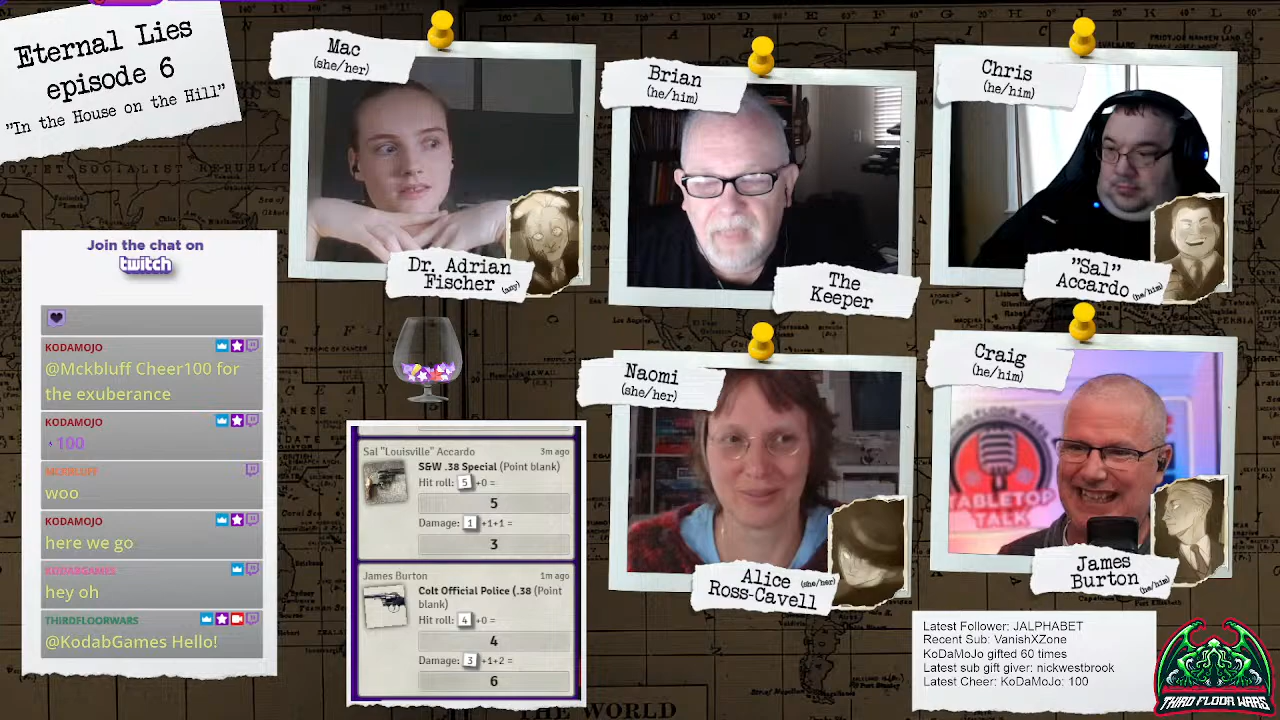 Eternal Lies
episode 6
"In the House on the Hill"
Mac
(she/her)
Dr. Adrian
Fischer (any)
Brian
(he/him)
The
Keeper
Chris
(he/him)
"Sal"
Accardo (he/him)
Naomi
(she/her)
Alice (she/her)
Ross-Cavell
Craig
(he/him)
TABLETOP
TALK
James
Burton (he/him)
Join the chat on
twitch
KODAMOJO
@Mckbluff Cheer100 for
the exuberance
KODAMOJO
100
MCKBLUFF
woo
KODAMOJO
here we go
KODABGAMES
hey oh
THIRDFLOORWARS
@KodabGames Hello!
Sal "Louisville" Accardo 3m ago
S&W .38 Special (Point blank)
Hit roll: 5 +0 =
5
Damage: 1 +1+1 =
3
James Burton 1m ago
Colt Official Police (.38 (Point
blank)
Hit roll: 4 +0 =
4
Damage: 3 +1+2 =
6
Latest Follower: JALPHABET
Recent Sub: VanishXZone
KoDaMoJo gifted 60 times
Latest sub gift giver: nickwestbrook
Latest Cheer: KoDaMoJo: 100
THIRD FLOOR WARS
THE WORLD